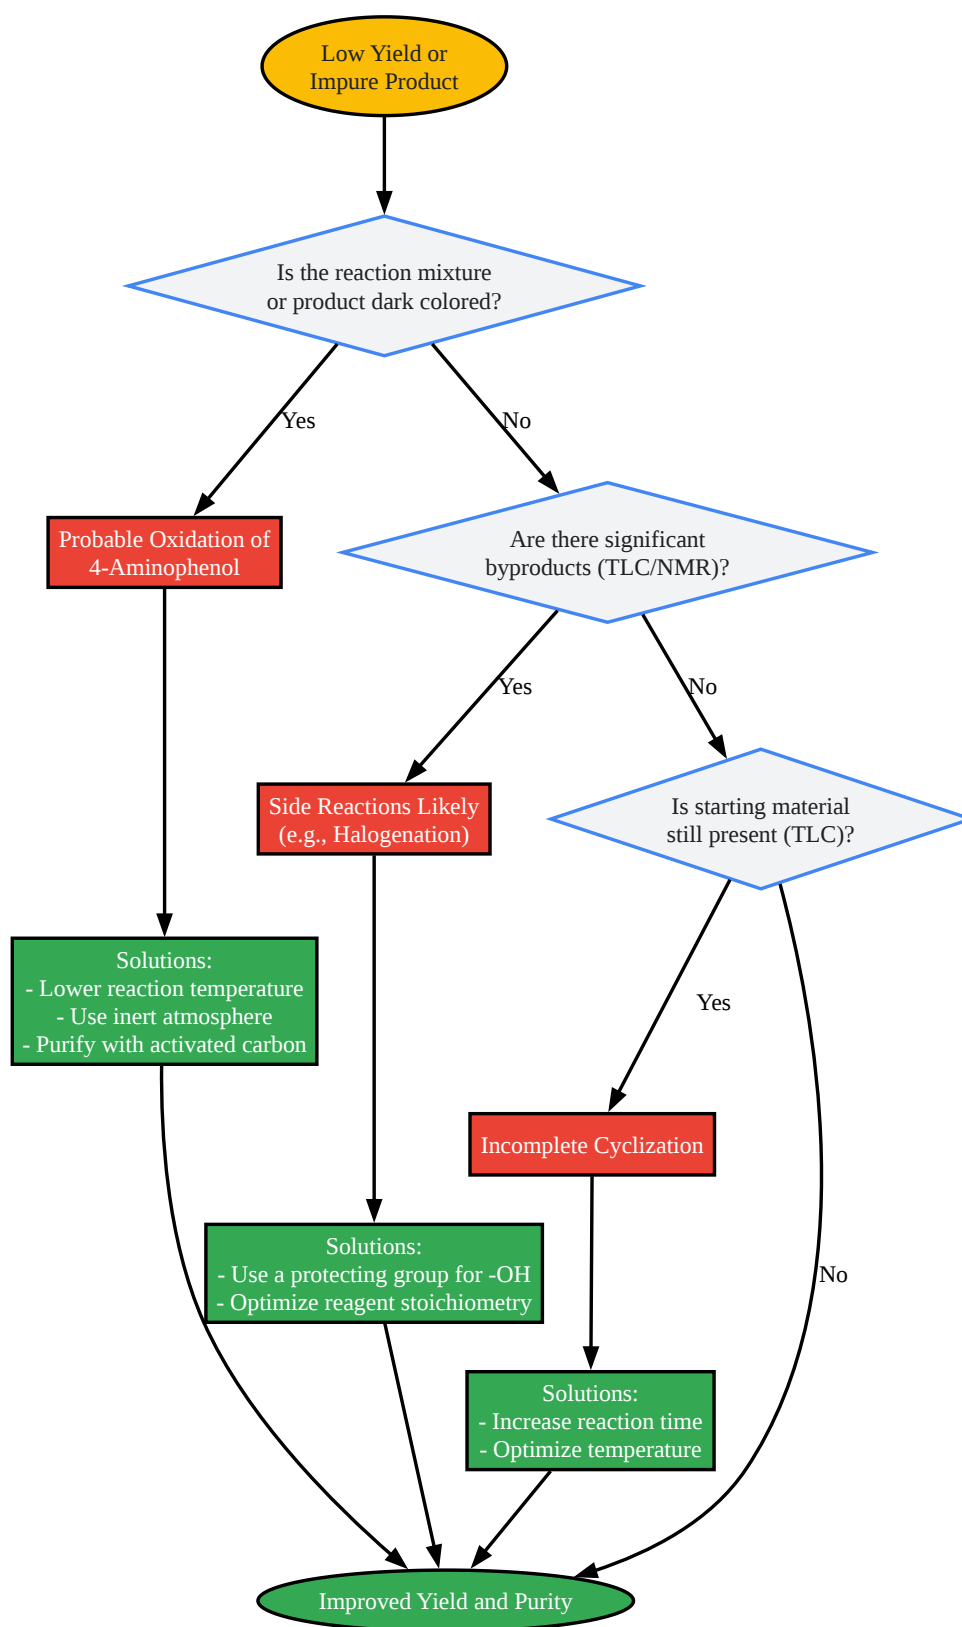 Low Yield or
Impure Product
Is the reaction mixture
or product dark colored?
Yes
No
Probable Oxidation of
4-Aminophenol
Are there significant
byproducts (TLC/NMR)?
Yes
No
Side Reactions Likely
(e.g., Halogenation)
Is starting material
still present (TLC)?
Solutions:
- Lower reaction temperature
- Use inert atmosphere
- Purify with activated carbon
Yes
Incomplete Cyclization
Solutions:
- Use a protecting group for -OH
- Optimize reagent stoichiometry
No
Solutions:
- Increase reaction time
- Optimize temperature
Improved Yield and Purity